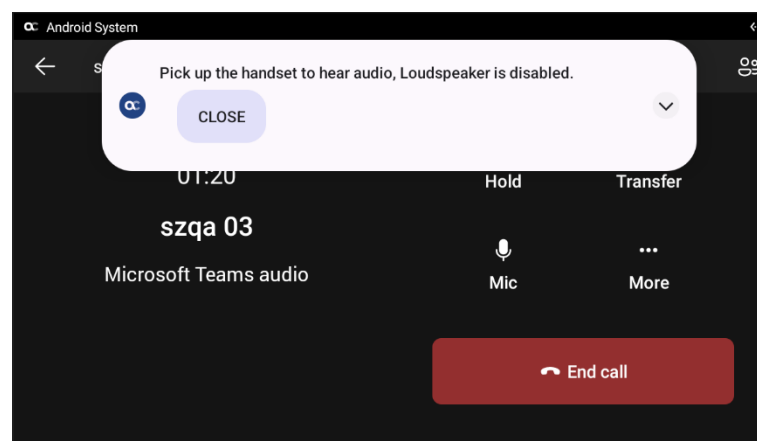 Android System
s
Pick up the handset to hear audio, Loudspeaker is disabled.
CLOSE
01:20
Hold
Transfer
szqa 03
Microsoft Teams audio
Mic
More
End call